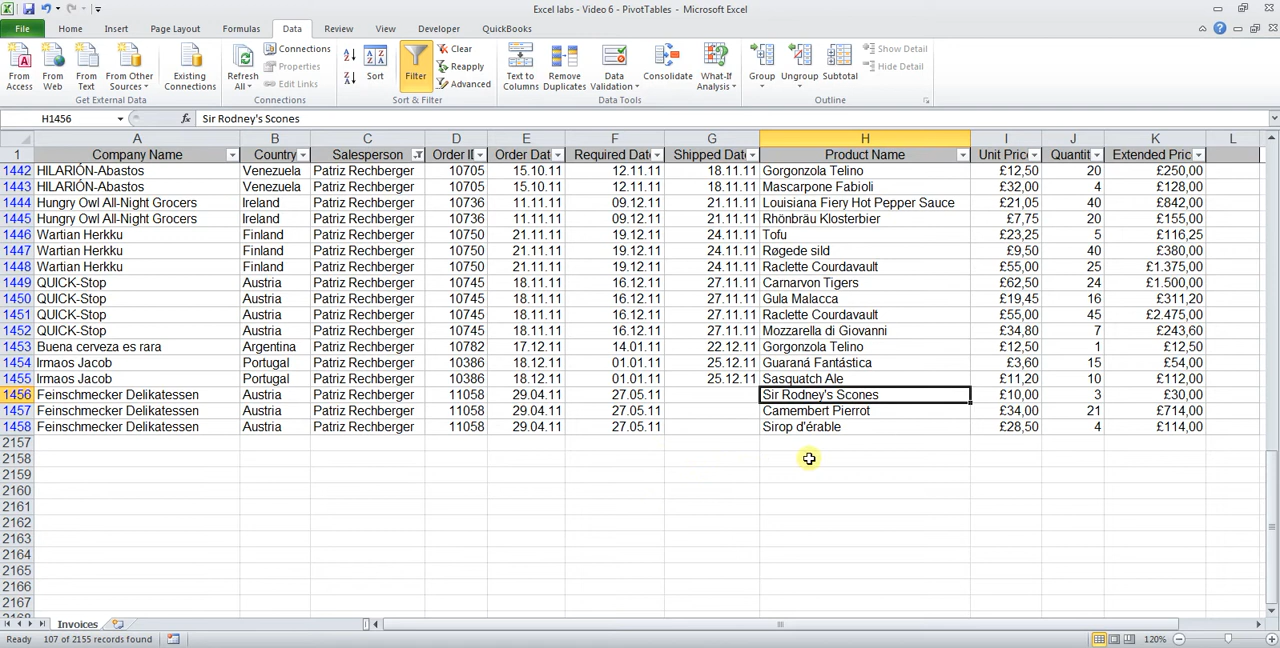 Excel labs - Video 6 - PivotTables - Microsoft Excel
File Home Insert Page Layout Formulas Data Review View Developer QuickBooks
From Access
From Web
From Text
From Other Sources
Existing Connections
Get External Data
Refresh All
Connections
Properties
Edit Links
Connections
Sort
Filter
Clear
Reapply
Advanced
Sort & Filter
Text to Columns
Remove Duplicates
Data Validation
Consolidate
What-If Analysis
Data Tools
Group
Ungroup
Subtotal
Show Detail
Hide Detail
Outline
H1456 fx Sir Rodney's Scones
A B C D E F G H I J K L
1 Company Name Country Salesperson Order ID Order Date Required Date Shipped Date Product Name Unit Price Quantit Extended Pric
1442 HILARIÓN-Abastos Venezuela Patriz Rechberger 10705 15.10.11 12.11.11 18.11.11 Gorgonzola Telino £12,50 20 £250,00
1443 HILARIÓN-Abastos Venezuela Patriz Rechberger 10705 15.10.11 12.11.11 18.11.11 Mascarpone Fabioli £32,00 4 £128,00
1444 Hungry Owl All-Night Grocers Ireland Patriz Rechberger 10736 11.11.11 09.12.11 21.11.11 Louisiana Fiery Hot Pepper Sauce £21,05 40 £842,00
1445 Hungry Owl All-Night Grocers Ireland Patriz Rechberger 10736 11.11.11 09.12.11 21.11.11 Rhönbräu Klosterbier £7,75 20 £155,00
1446 Wartian Herkku Finland Patriz Rechberger 10750 21.11.11 19.12.11 24.11.11 Tofu £23,25 5 £116,25
1447 Wartian Herkku Finland Patriz Rechberger 10750 21.11.11 19.12.11 24.11.11 Røgede sild £9,50 40 £380,00
1448 Wartian Herkku Finland Patriz Rechberger 10750 21.11.11 19.12.11 24.11.11 Raclette Courdavault £55,00 25 £1.375,00
1449 QUICK-Stop Austria Patriz Rechberger 10745 18.11.11 16.12.11 27.11.11 Carnarvon Tigers £62,50 24 £1.500,00
1450 QUICK-Stop Austria Patriz Rechberger 10745 18.11.11 16.12.11 27.11.11 Gula Malacca £19,45 16 £311,20
1451 QUICK-Stop Austria Patriz Rechberger 10745 18.11.11 16.12.11 27.11.11 Raclette Courdavault £55,00 45 £2.475,00
1452 QUICK-Stop Austria Patriz Rechberger 10745 18.11.11 16.12.11 27.11.11 Mozzarella di Giovanni £34,80 7 £243,60
1453 Buena cerveza es rara Argentina Patriz Rechberger 10782 17.12.11 14.01.11 22.12.11 Gorgonzola Telino £12,50 1 £12,50
1454 Irmaos Jacob Portugal Patriz Rechberger 10386 18.12.11 01.01.11 25.12.11 Guaraná Fantástica £3,60 15 £54,00
1455 Irmaos Jacob Portugal Patriz Rechberger 10386 18.12.11 01.01.11 25.12.11 Sasquatch Ale £11,20 10 £112,00
1456 Feinschmecker Delikatessen Austria Patriz Rechberger 11058 29.04.11 27.05.11 Sir Rodney's Scones £10,00 3 £30,00
1457 Feinschmecker Delikatessen Austria Patriz Rechberger 11058 29.04.11 27.05.11 Camembert Pierrot £34,00 21 £714,00
1458 Feinschmecker Delikatessen Austria Patriz Rechberger 11058 29.04.11 27.05.11 Sirop d'érable £28,50 4 £114,00
2157
2158
2159
2160
2161
2162
2163
2164
2165
2166
2167
2168
Invoices
Ready 107 of 2155 records found 120%